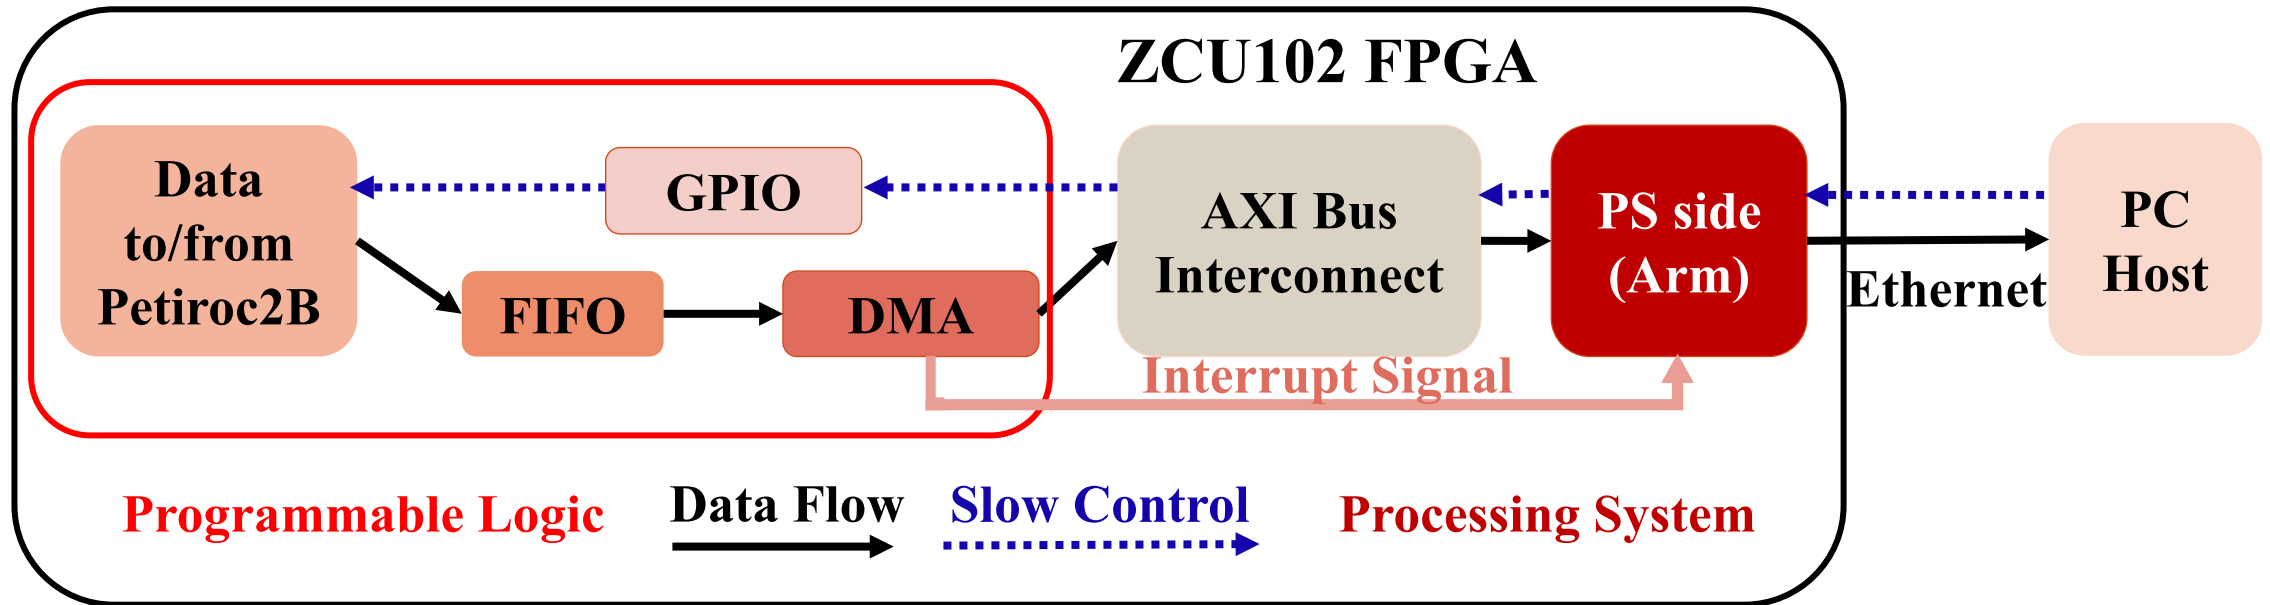 ZCU102 FPGA
Data
to/from
Petiroc2B
GPIO
FIFO
DMA
AXI Bus
Interconnect
PS side
(Arm)
Ethernet
PC
Host
Interrupt Signal
Programmable Logic
Data Flow
Slow Control
Processing System